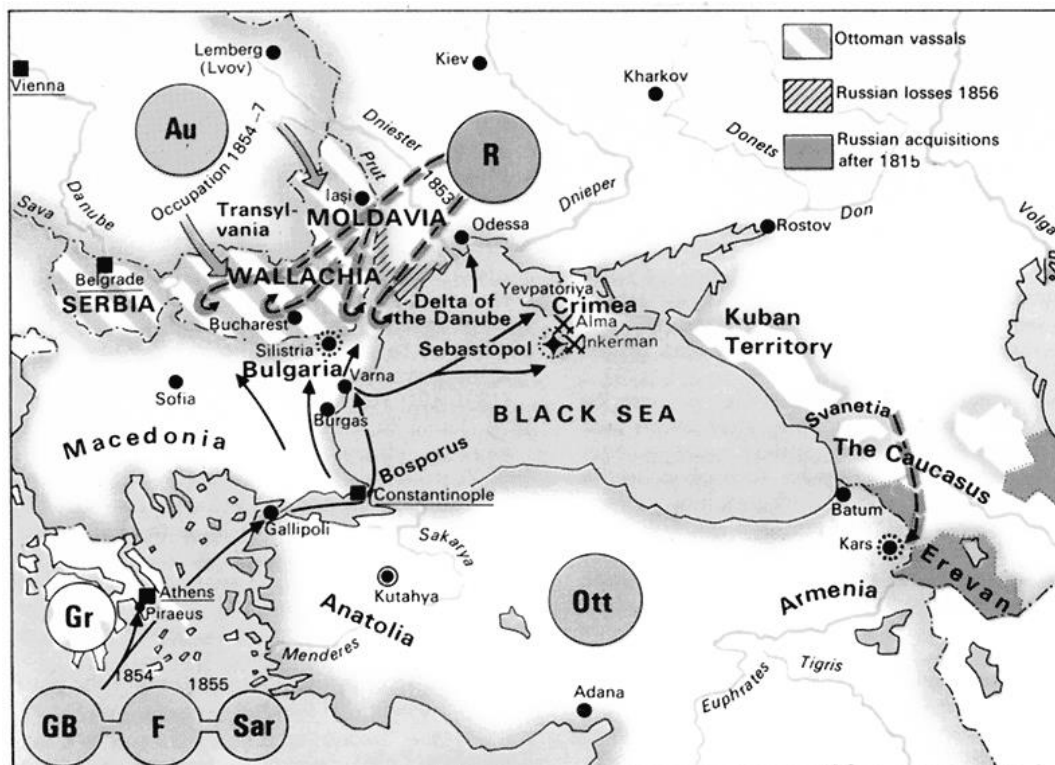 Lemberg
(Lvov)
Kiev
Kharkov
Vienna
Ottoman vassals
Russian losses 1856
Russian acquisitions
after 1815
Au
R
Dniester
Prut
1853
Occupation 1854–7
Donets
Dnieper
Don
Volga
Danube
Sava
Transyl-
vania
Iaşi
MOLDAVIA
Odessa
Rostov
Belgrade
SERBIA
WALLACHIA
Bucharest
Delta of
the Danube
Yevpatoriya
Crimea
Alma
Inkerman
Sebastopol
Kuban
Territory
Silistria
Bulgaria
Varna
Sofia
Burgas
BLACK SEA
Svanetia
The Caucasus
Macedonia
Bosporus
Constantinople
Gallipoli
Batum
Kars
Erevan
Armenia
Sakarya
Kutahya
Anatolia
Ott
Athens
Piraeus
Gr
Menderes
Adana
Euphrates
Tigris
1854
1855
GB
F
Sar